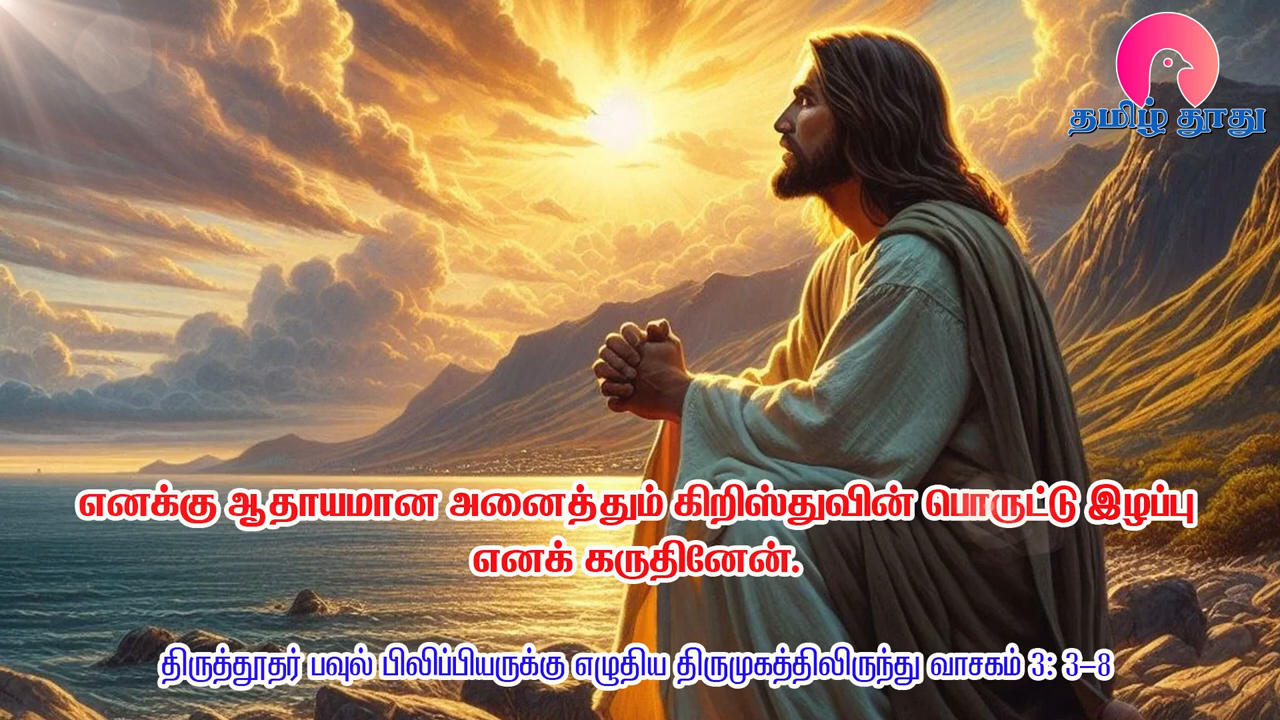 தமிழ் தூது
எனக்கு ஆதாயமான அனைத்தும் கிறிஸ்துவின் பொருட்டு இழப்பு
எனக் கருதினேன்.
திருத்தூதர் பவுல் பிலிப்பியருக்கு எழுதிய திருமுகத்திலிருந்து வாசகம் 3: 3-8